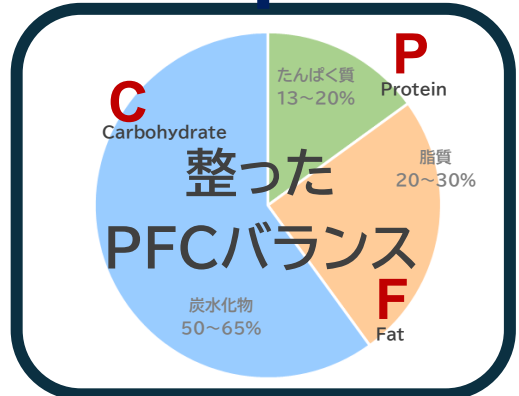 P
Protein
たんぱく質
13～20%
C
Carbohydrate
脂質
20～30%
整った
PFCバランス
F
Fat
炭水化物
50～65%